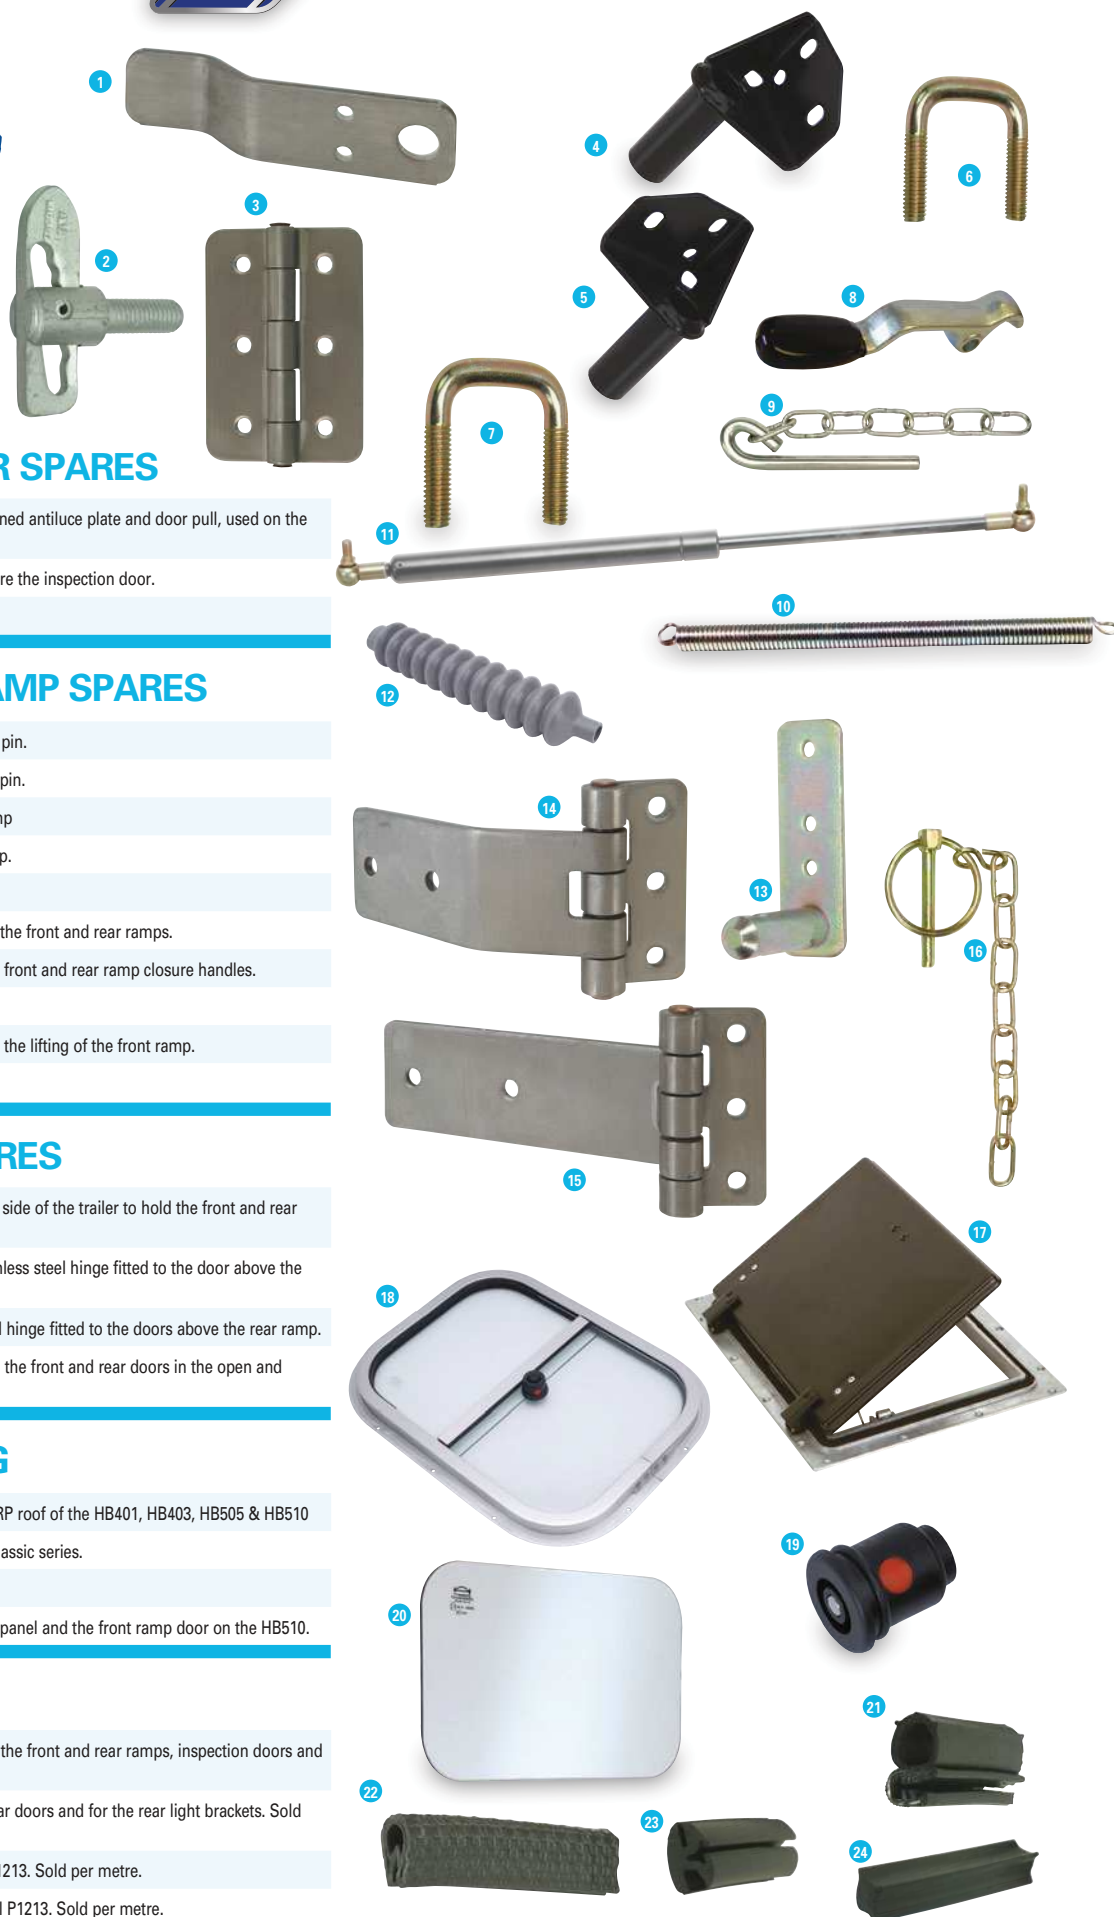 1
4
6
2
3
5
8
7
9
R SPARES
ned antiluce plate and door pull, used on the
re the inspection door.
11
10
12
AMP SPARES
pin.
pin.
np
p.
the front and rear ramps.
front and rear ramp closure handles.
the lifting of the front ramp.
14
13
16
15
RES
side of the trailer to hold the front and rear
nless steel hinge fitted to the door above the
l hinge fitted to the doors above the rear ramp.
the front and rear doors in the open and
17
18
G
RP roof of the HB401, HB403, HB505 & HB510
assic series.
panel and the front ramp door on the HB510.
19
20
the front and rear ramps, inspection doors and
ar doors and for the rear light brackets. Sold
1213. Sold per metre.
l P1213. Sold per metre.
21
22
23
24